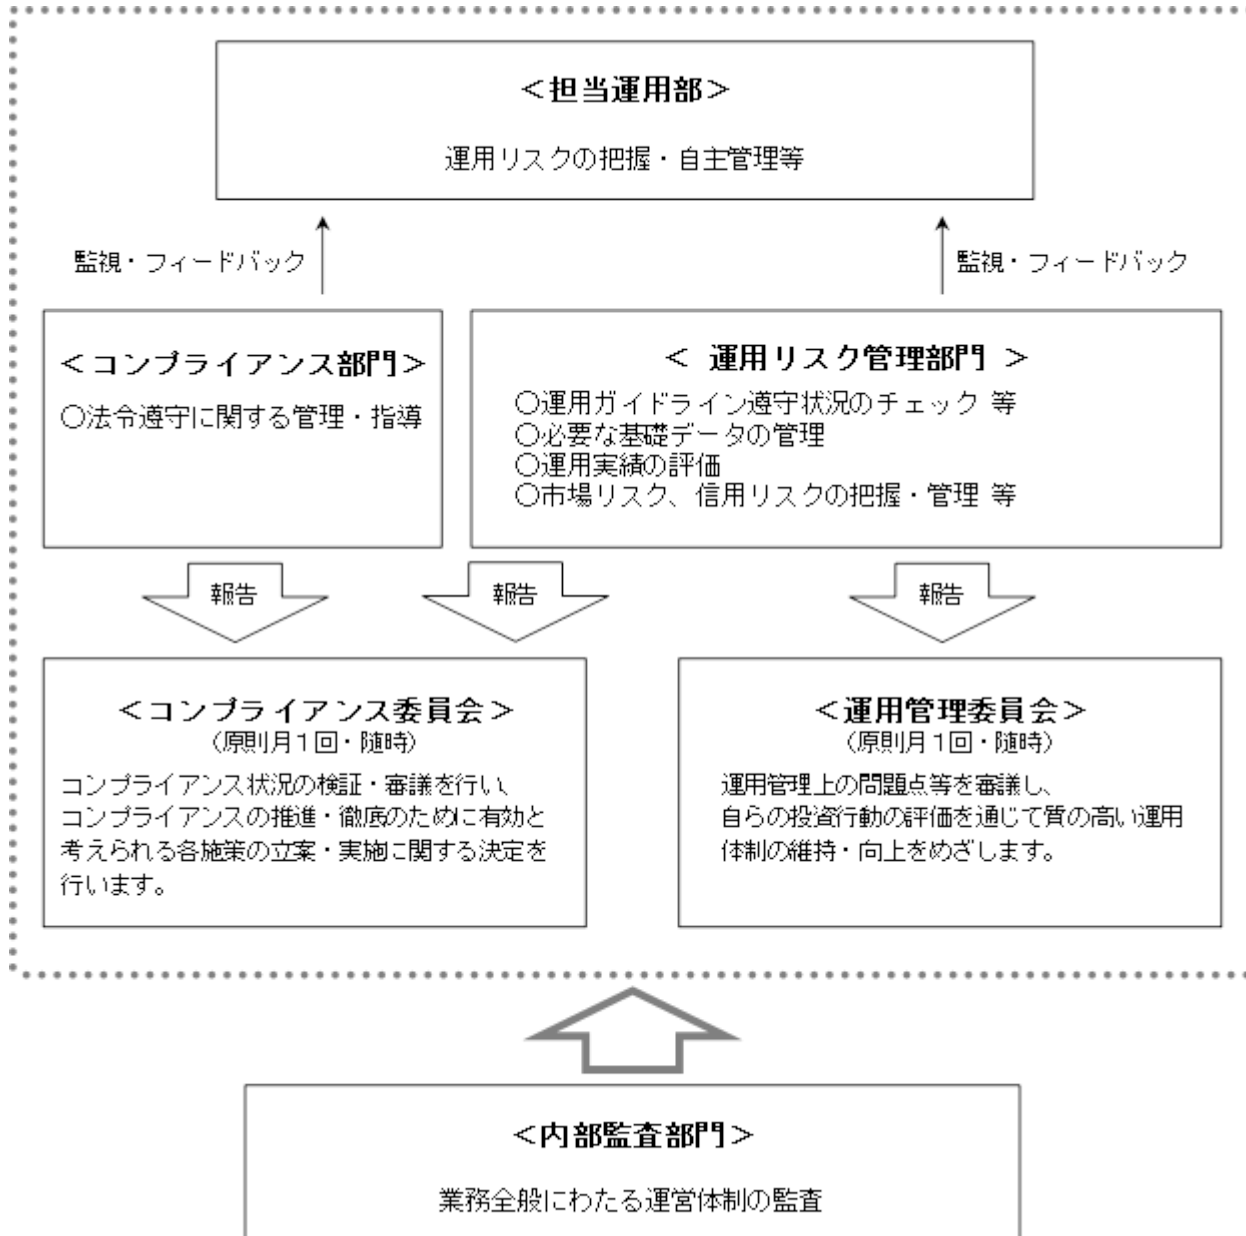 ＜担当運用部＞
運用リスクの把握・自主管理等
監視・フィードバック
監視・フィードバック
＜コンプライアンス部門＞
○法令遵守に関する管理・指導
＜ 運用リスク管理部門 ＞
○運用ガイドライン遵守状況のチェック 等
○必要な基礎データの管理
○運用実績の評価
○市場リスク、信用リスクの把握・管理 等
報告
報告
報告
＜コンプライアンス委員会＞
（原則月1回・随時）
コンプライアンス状況の検証・審議を行い、
コンプライアンスの推進・徹底のために有効と
考えられる各施策の立案・実施に関する決定を
行います。
＜運用管理委員会＞
（原則月1回・随時）
運用管理上の問題点等を審議し、
自らの投資行動の評価を通じて質の高い運用
体制の維持・向上をめざします。
＜内部監査部門＞
業務全般にわたる運営体制の監査